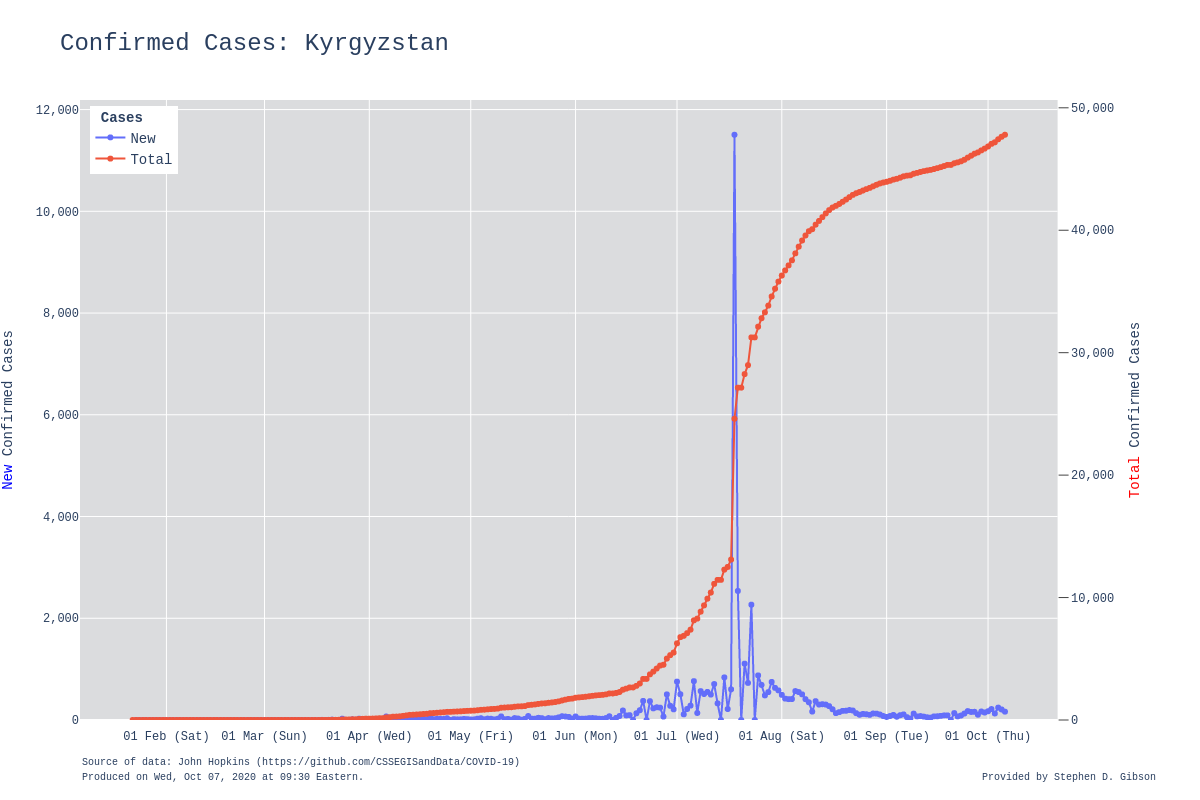 Confirmed Cases: Kyrgyzstan
Cases
New
Total
12,000
10,000
8,000
6,000
4,000
2,000
0
New Confirmed Cases
50,000
40,000
30,000
20,000
10,000
0
Total Confirmed Cases
01 Feb (Sat) 01 Mar (Sun) 01 Apr (Wed) 01 May (Fri) 01 Jun (Mon) 01 Jul (Wed) 01 Aug (Sat) 01 Sep (Tue) 01 Oct (Thu)
Source of data: John Hopkins (https://github.com/CSSEGISandData/COVID-19)
Produced on Wed, Oct 07, 2020 at 09:30 Eastern.
Provided by Stephen D. Gibson